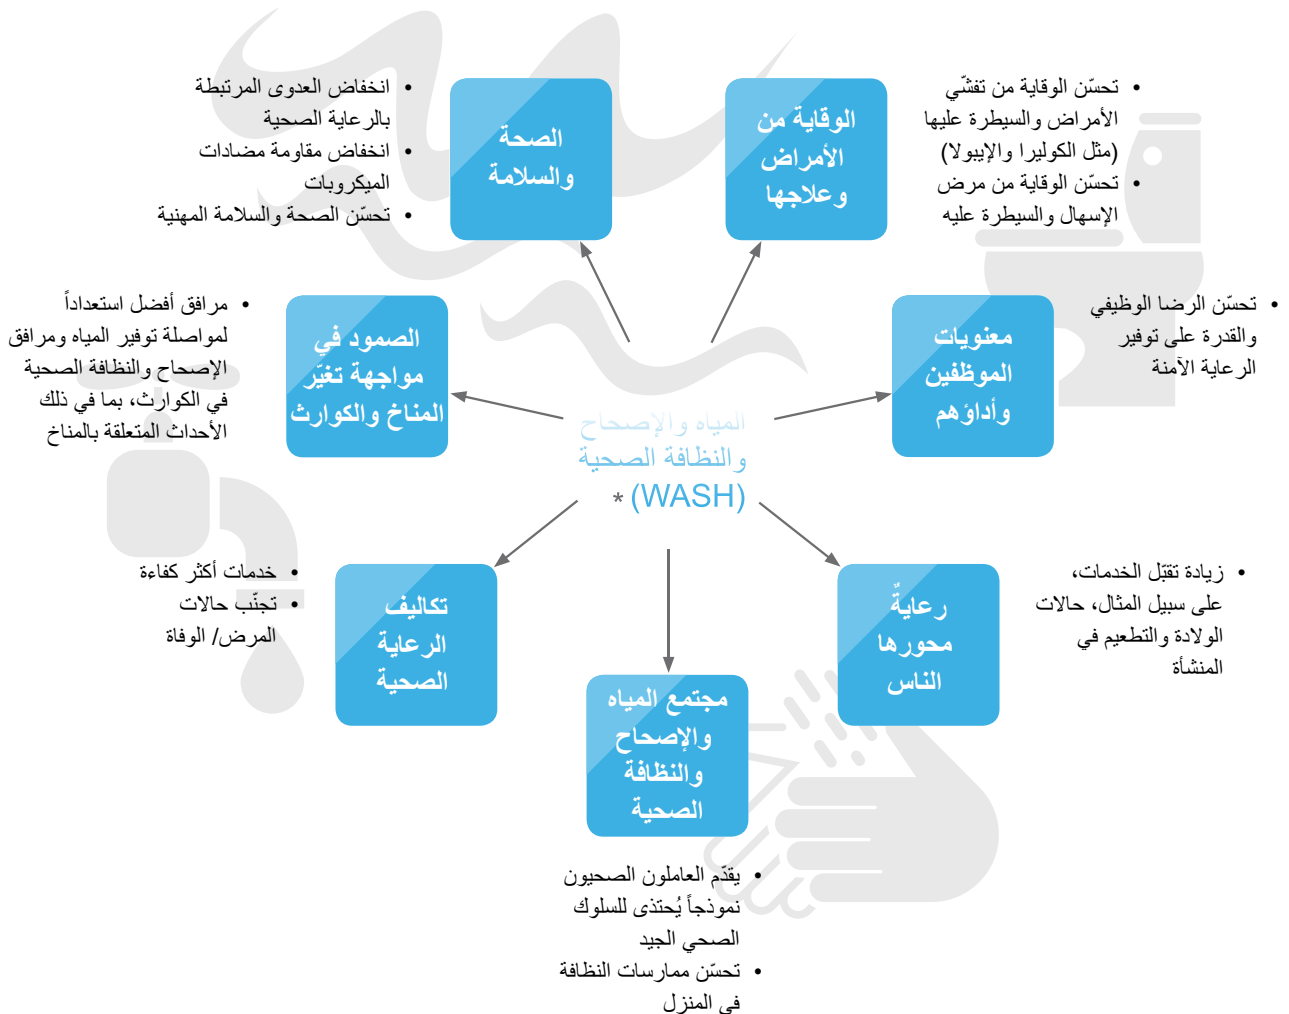 الوقاية من
الأمراض
وعلاجها
• تحسّن الوقاية من تفشّي
الأمراض والسيطرة عليها
(مثل الكوليرا والإيبولا)
• تحسّن الوقاية من مرض
الإسهال والسيطرة عليه
الصحة
والسلامة
• انخفاض العدوى المرتبطة
بالرعاية الصحية
• انخفاض مقاومة مضادات
الميكروبات
• تحسّن الصحة والسلامة المهنية
معنويات
الموظفين
وأداؤهم
• تحسّن الرضا الوظيفي
والقدرة على توفير
الرعاية الآمنة
الصمود في
مواجهة تغيّر
المناخ والكوارث
• مرافق أفضل استعداداً
لمواصلة توفير المياه ومرافق
الإصحاح والنظافة الصحية
في الكوارث، بما في ذلك
الأحداث المتعلقة بالمناخ
المياه والإصحاح
والنظافة الصحية
(WASH) *
رعايةٌ
محورها
الناس
• زيادة تقبّل الخدمات،
على سبيل المثال، حالات
الولادة والتطعيم في
المنشأة
تكاليف
الرعاية
الصحية
• خدمات أكثر كفاءة
• تجنّب حالات
المرض/ الوفاة
مجتمع المياه
والإصحاح
والنظافة
الصحية
• يقدّم العاملون الصحيون
نموذجاً يُحتذى للسلوك
الصحي الجيد
• تحسّن ممارسات النظافة
في المنزل